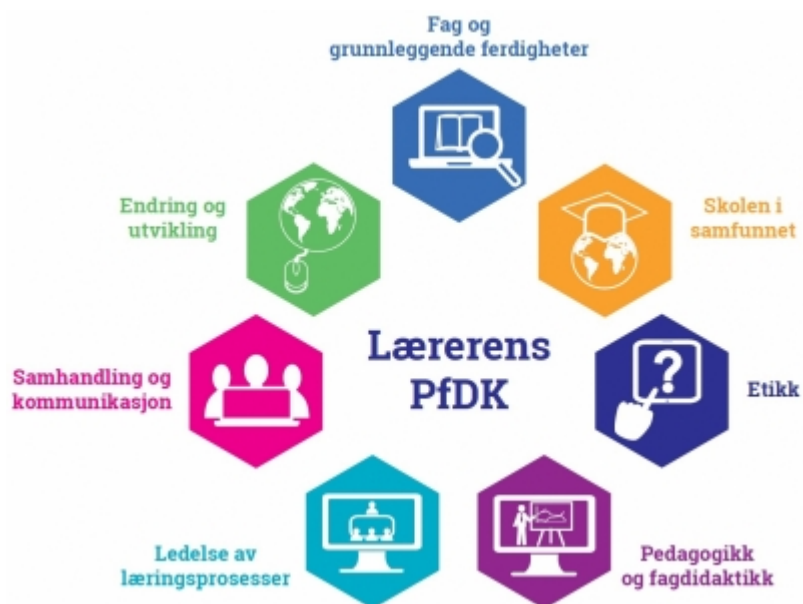 Fag og
grunnleggende ferdigheter
Endring og
utvikling
Skolen i
samfunnet
Lærerens
PfDK
Samhandling og
kommunikasjon
?
Etikk
Ledelse av
læringsprosesser
Pedagogikk
og fagdidaktikk